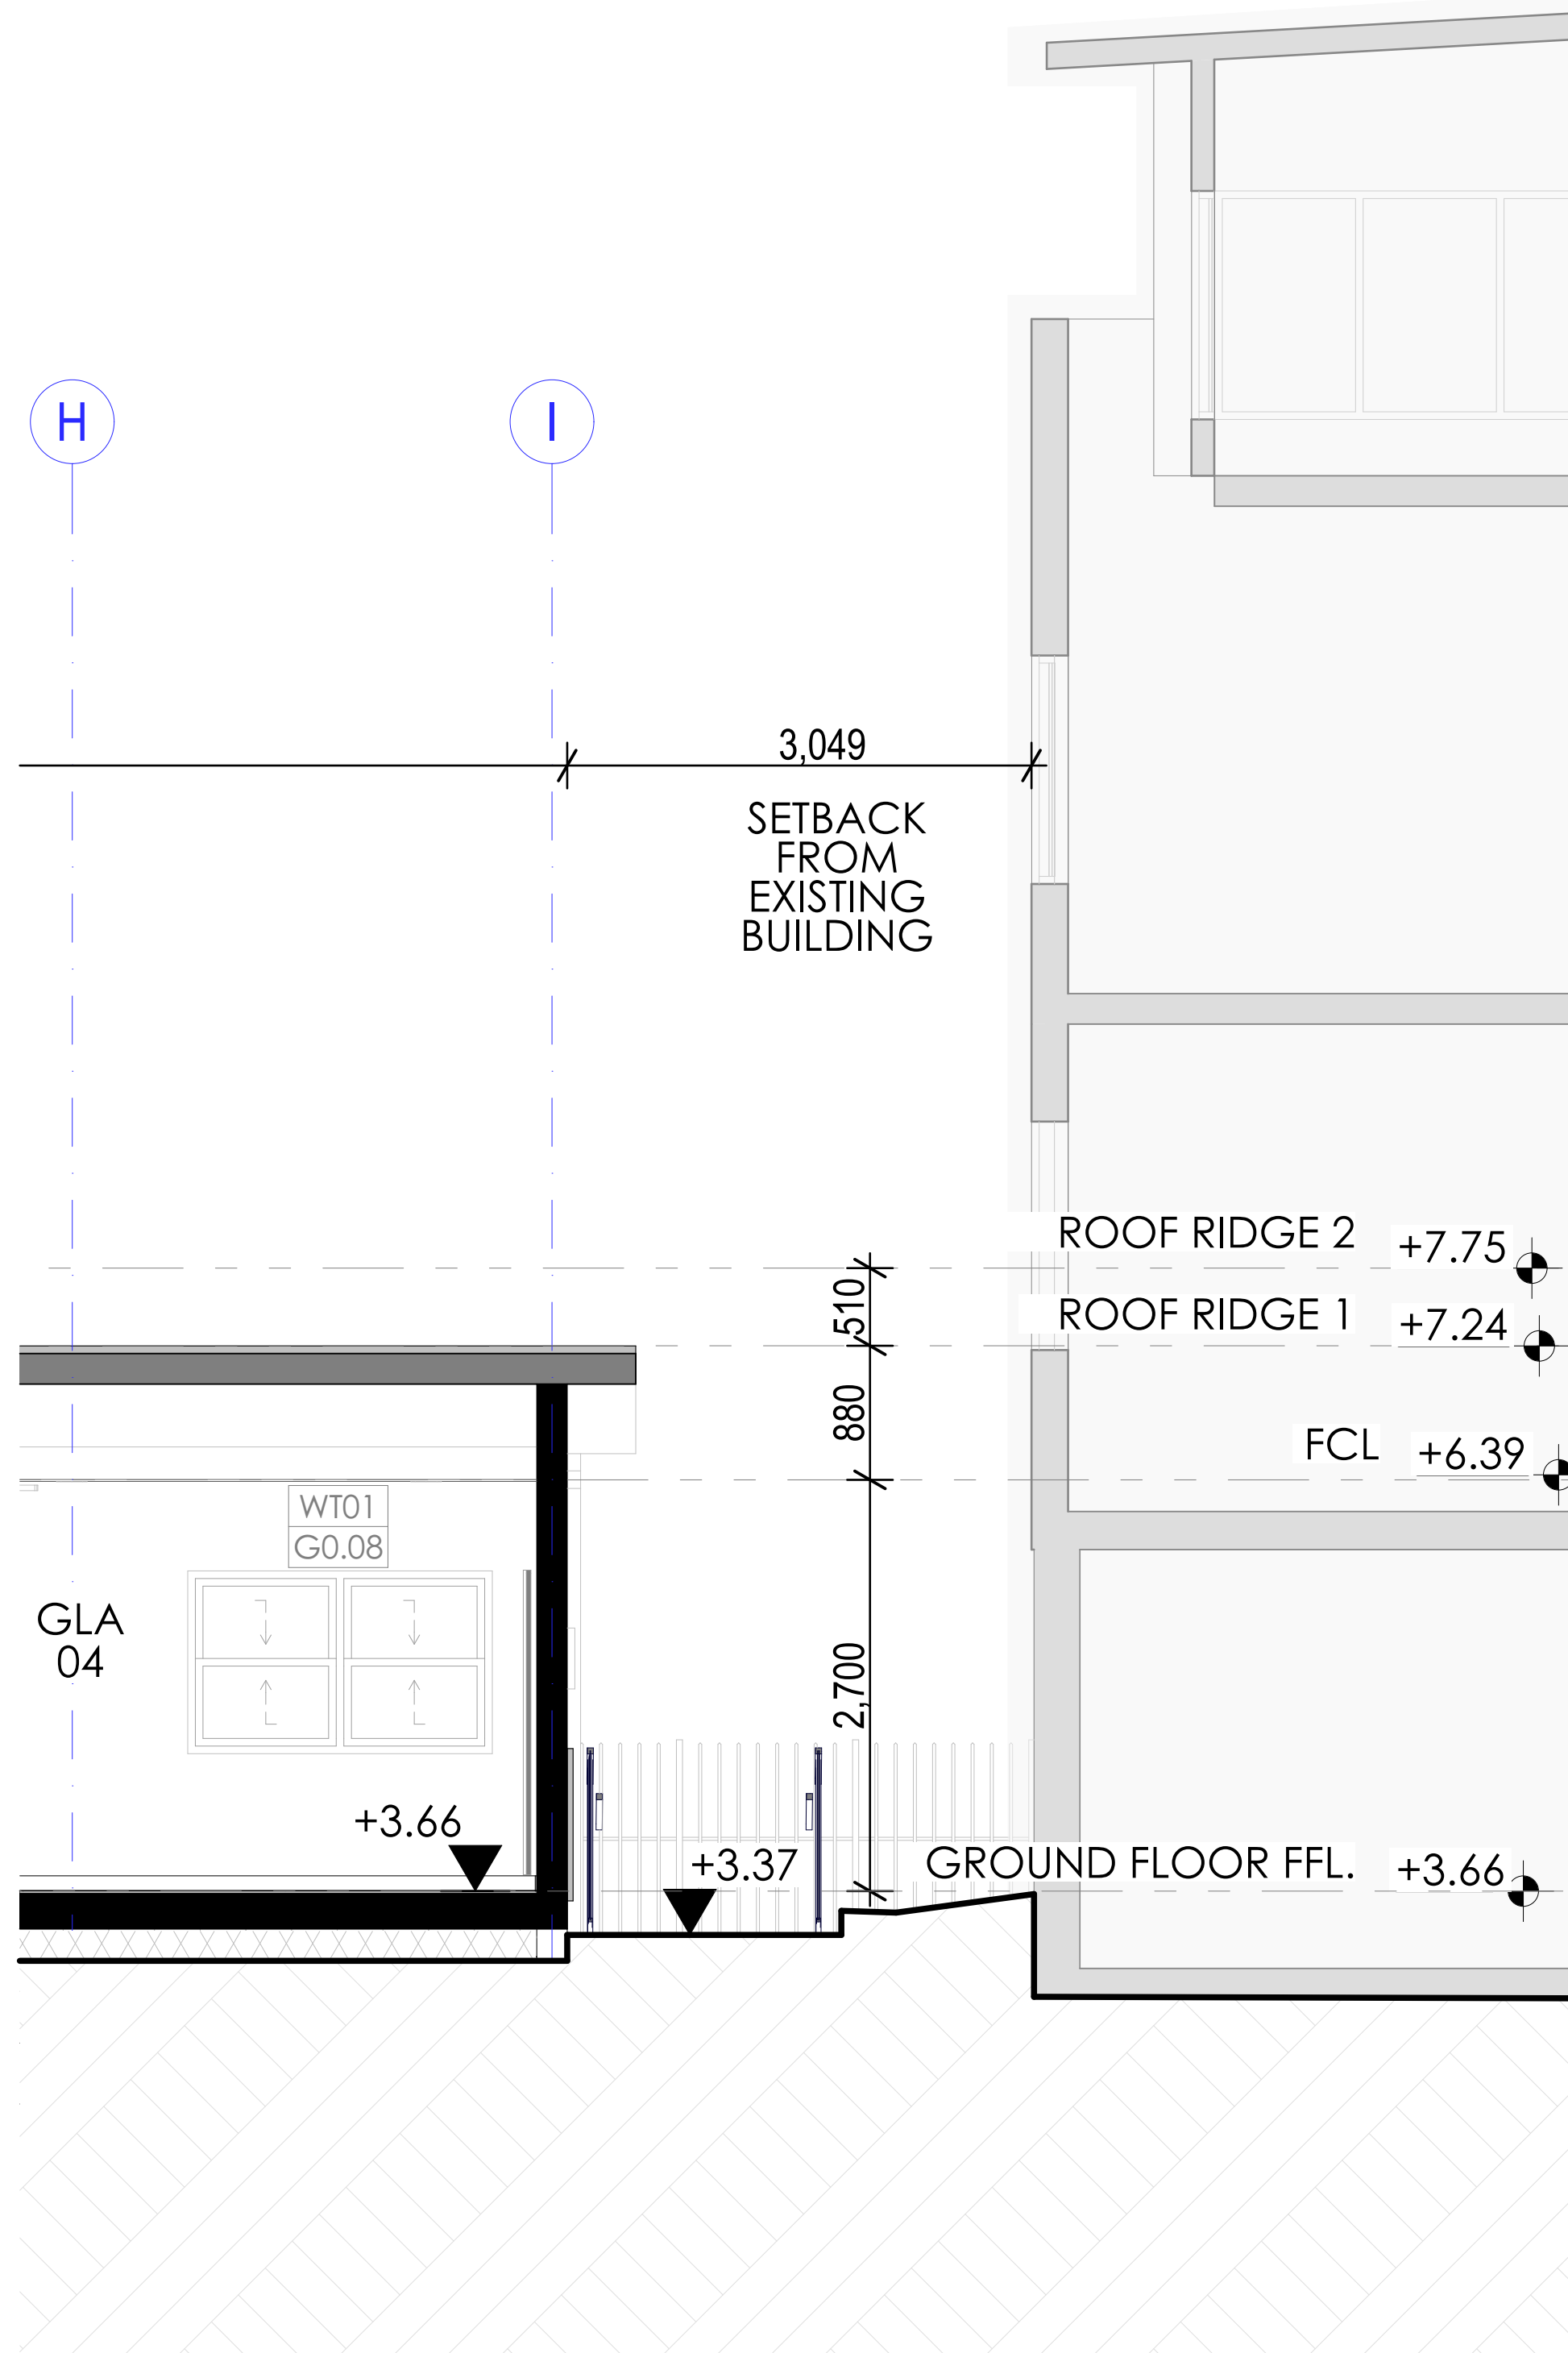 H
I
3,049
SETBACK
FROM
EXISTING
BUILDING
ROOF RIDGE 2 +7.75
510
ROOF RIDGE 1 +7.24
880
FCL +6.39
WT01
G0.08
GLA
04
2,700
+3.66
+3.37
GROUND FLOOR FFL. +3.66